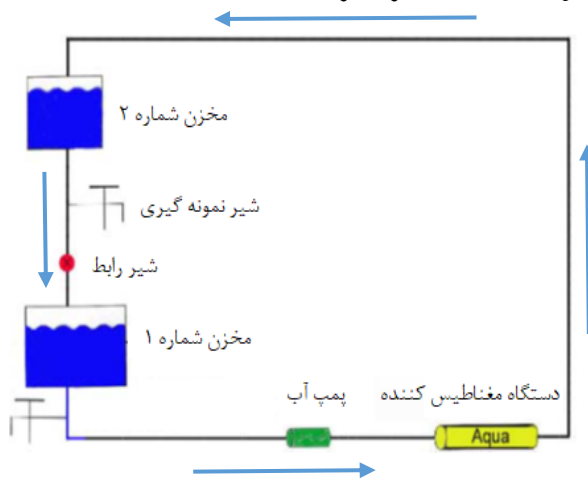 مخزن شماره ۲
شیر نمونه گیری
شیر رابط
مخزن شماره ۱
دستگاه مغناطیس کننده
پمپ آب
Aqua